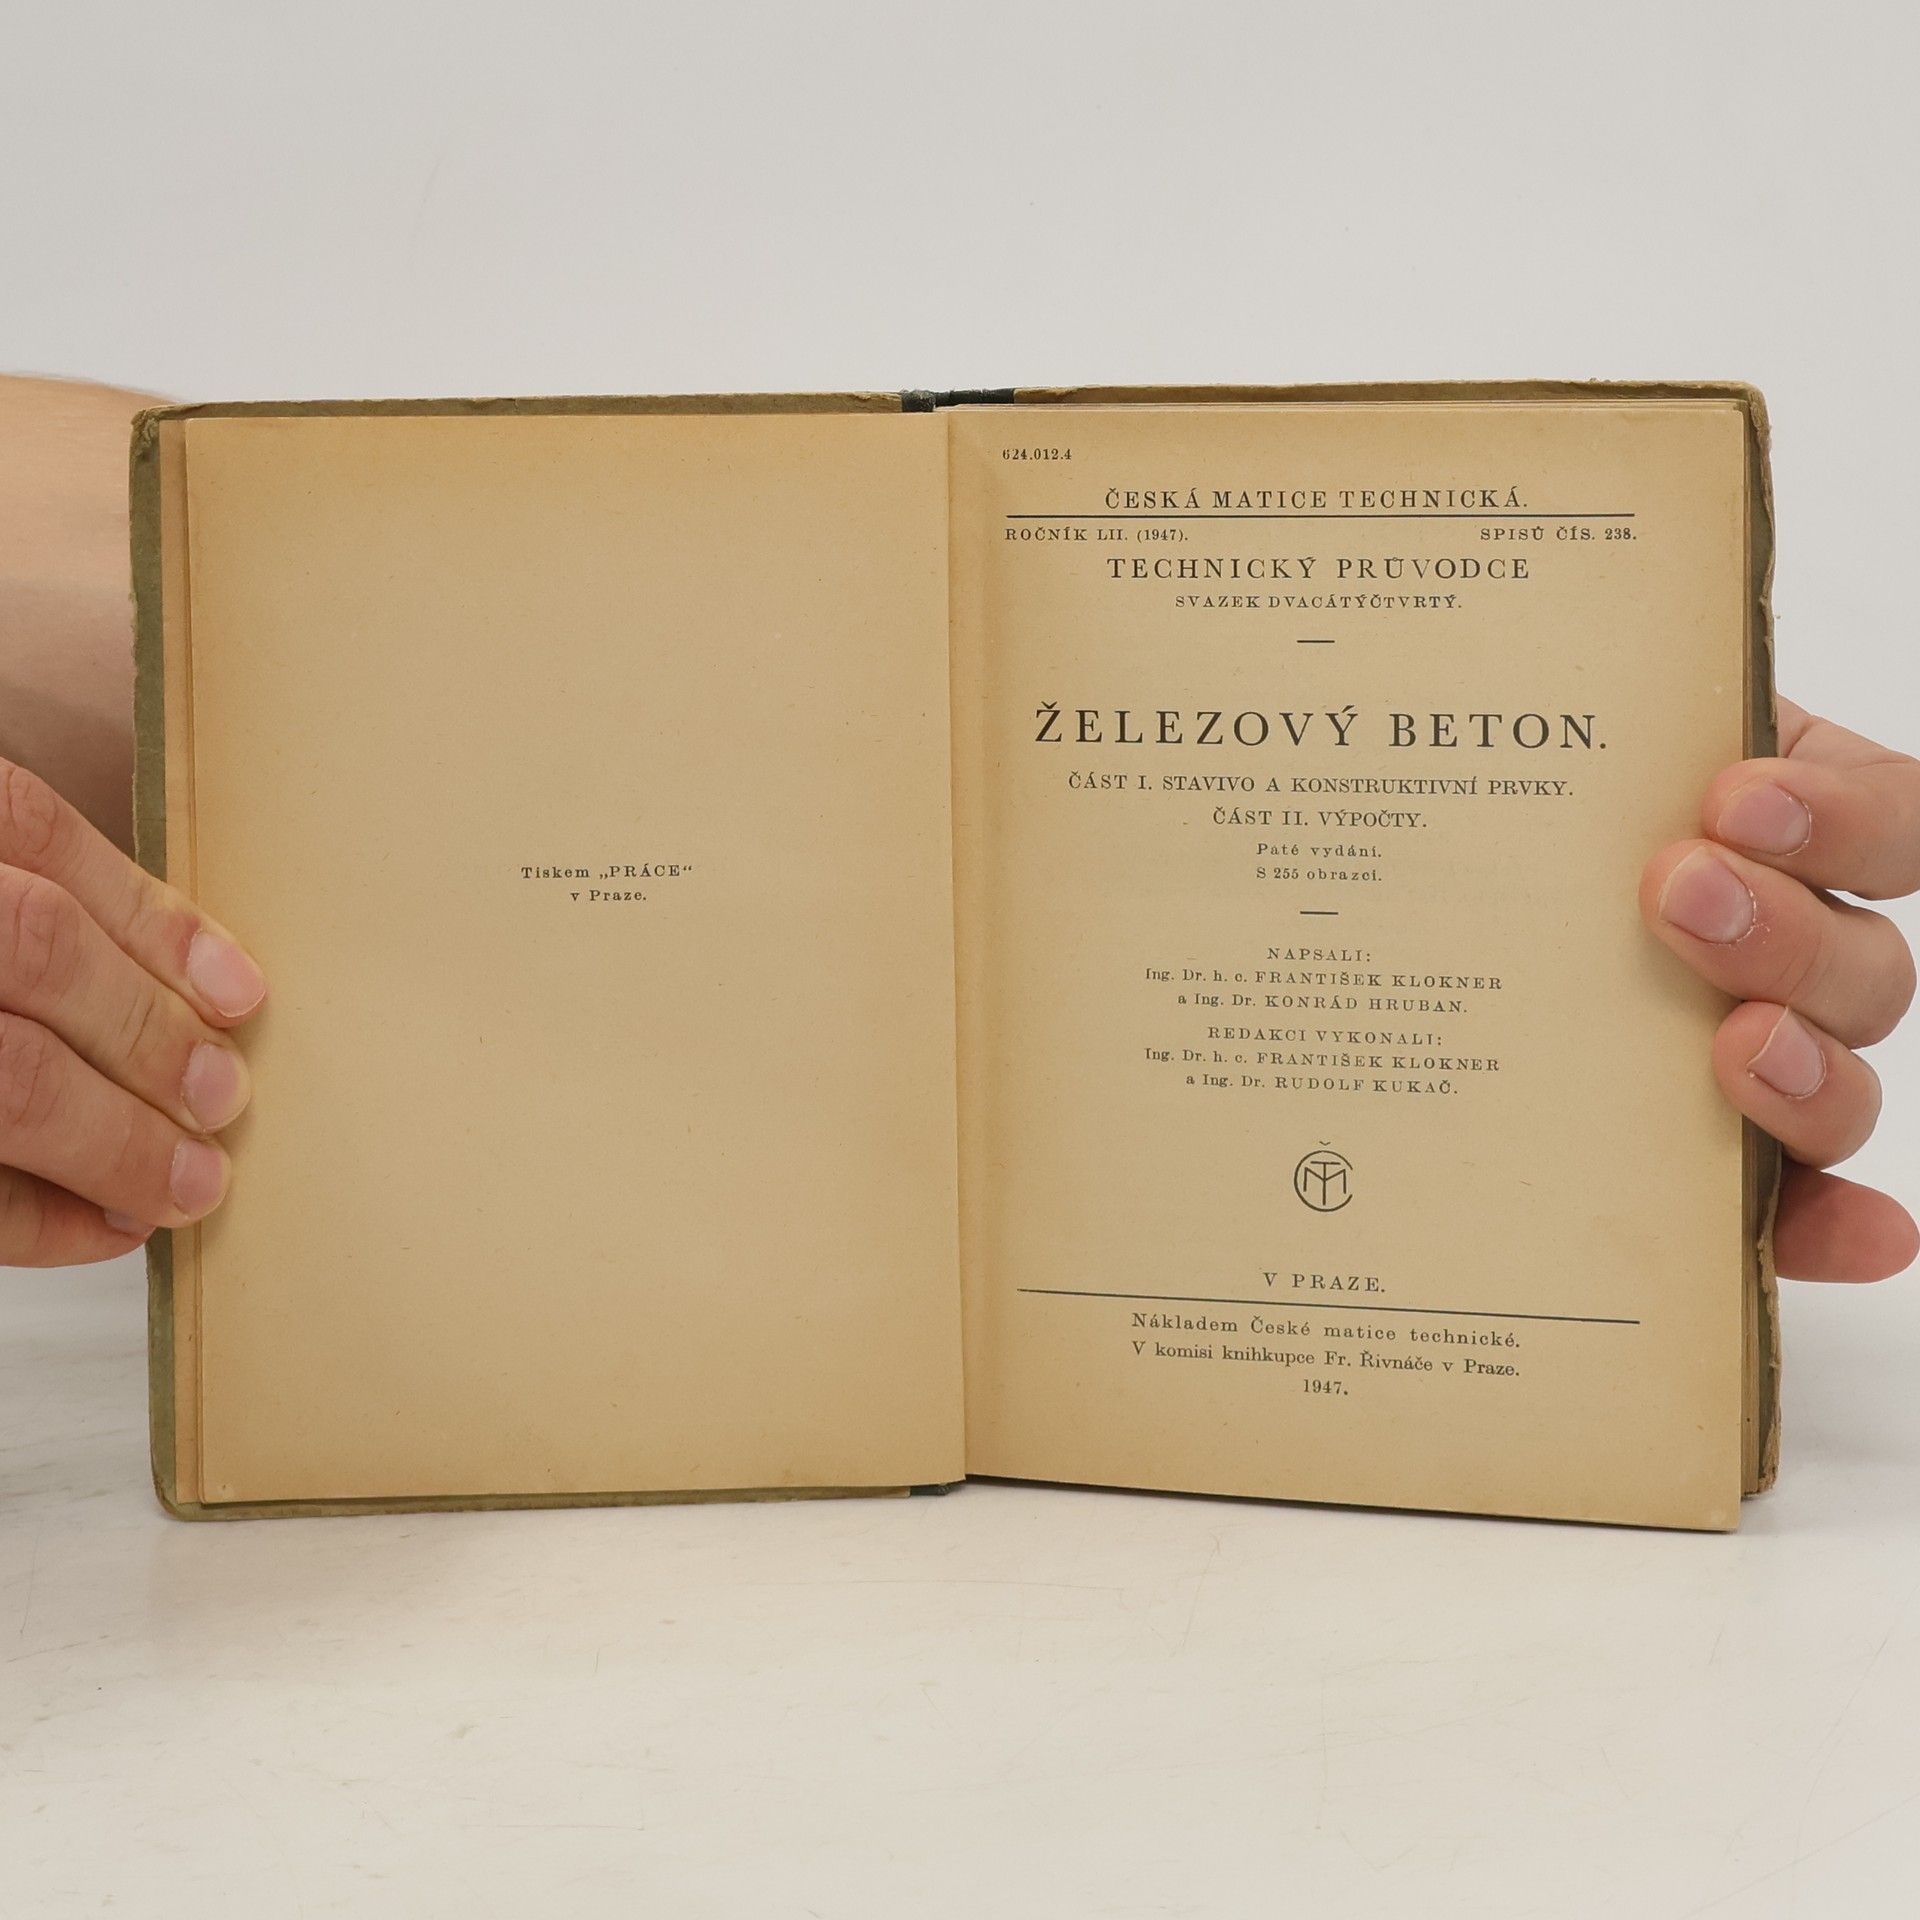 Tiskem „PRÁCE“
v Praze.
624.012.4
ČESKÁ MATICE TECHNICKÁ.
ROČNÍK LII. (1947). SPISŮ ČÍS. 238.
TECHNICKÝ PRŮVODCE
SVAZEK DVACÁTÝČTVRTÝ.
ŽELEZOVÝ BETON.
ČÁST I. STAVIVO A KONSTRUKTIVNÍ PRVKY.
ČÁST II. VÝPOČTY.
Páté vydání.
S 255 obrazci.
NAPSALI:
Ing. Dr. h. c. FRANTIŠEK KLOKNER
a Ing. Dr. KONRÁD HRUBAN.
REDAKCI VYKONALI:
Ing. Dr. h. c. FRANTIŠEK KLOKNER
a Ing. Dr. RUDOLF KUKAČ.
ČMT
V PRAZE.
Nákladem České matice technické.
V komisi knihkupce Fr. Řivnáče v Praze.
1947.